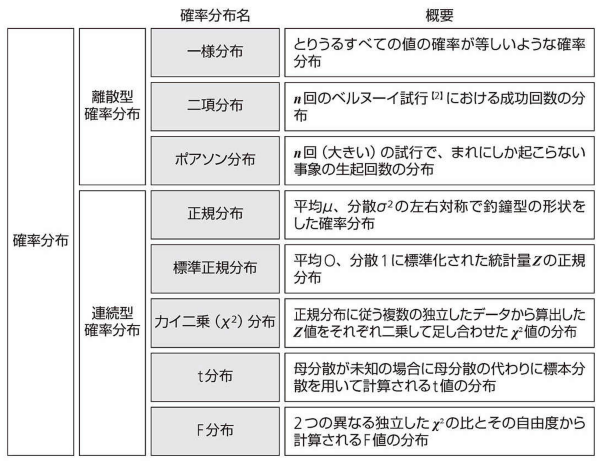 確率分布名
概要
確率分布
離散型
確率分布
一様分布
とりうるすべての値の確率が等しいような確率
分布
二項分布
n回のベルヌーイ試行[2]における成功回数の分
布
ポアソン分布
n回(大きい)の試行で、まれにしか起こらない
事象の生起回数の分布
連続型
確率分布
正規分布
平均μ、分散σ²の左右対称で釣鐘型の形状を
した確率分布
標準正規分布
平均0、分散1に標準化された統計量Zの正規
分布
カイ二乗(χ²)分布
正規分布に従う複数の独立したデータから算出した
Z値をそれぞれ二乗して足し合わせたχ²値の分布
t分布
母分散が未知の場合に母分散の代わりに標本
分散を用いて計算されるt値の分布
F分布
2つの異なる独立したχ²の比とその自由度から
計算されるF値の分布